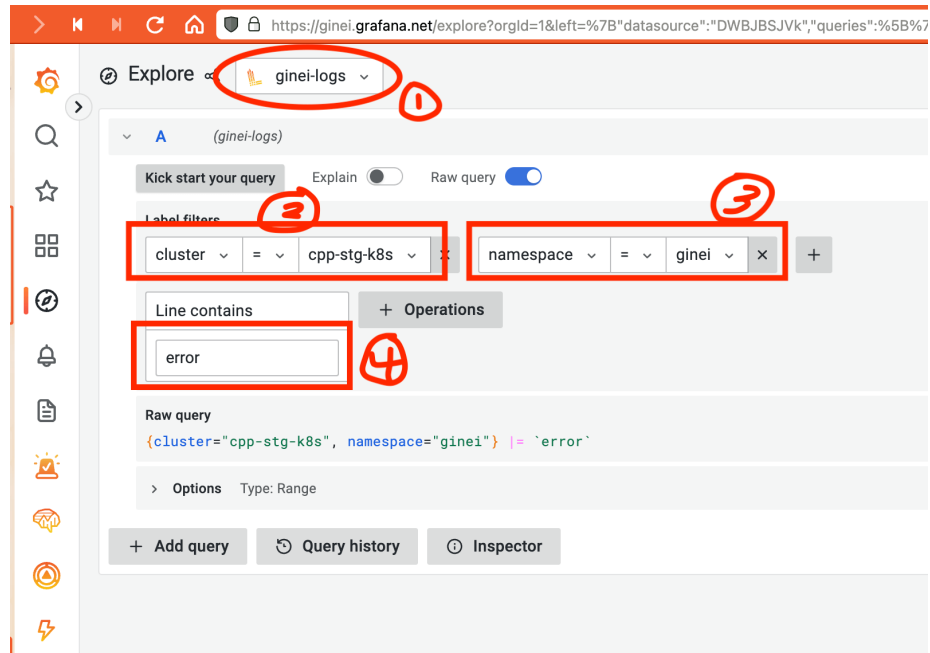 https://ginei.grafana.net/explore?orgId=1&left=%7B"datasource":"DWBJBSJVk","queries":%5B%7
Explore ginei-logs
1
A (ginei-logs)
Kick start your query Explain Raw query
2 3
Label filters
cluster = cpp-stg-k8s × namespace = ginei × +
Line contains + Operations
error
4
Raw query
{cluster="cpp-stg-k8s", namespace="ginei"} |= `error`
> Options Type: Range
+ Add query Query history Inspector